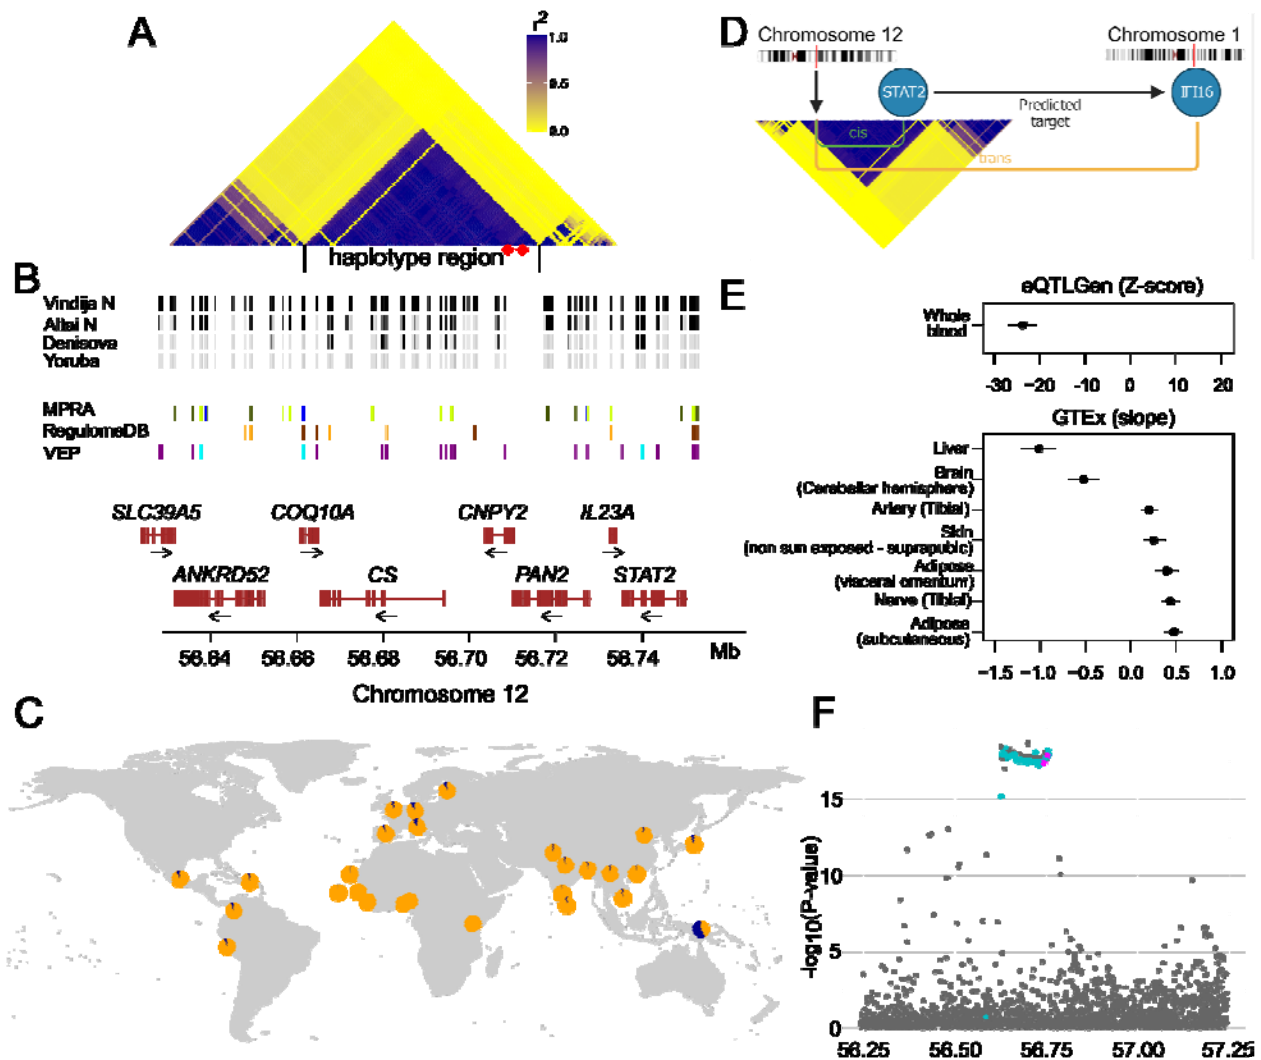 A
r2
1.0
0.5
0.0
haplotype region
B
Vindija N
Altai N
Denisova
Yoruba
MPRA
RegulomeDB
VEP
SLC39A5
COQ10A
CNPY2
IL23A
ANKRD52
CS
PAN2
STAT2
56.64
56.66
56.68
56.70
56.72
56.74
Mb
Chromosome 12
C
D
Chromosome 12
Chromosome 1
STAT2
IFI16
Predicted
target
cis
trans
E
eQTLGen (Z-score)
Whole
blood
-30
-20
-10
0
10
20
GTEx (slope)
Liver
Brain
(Cerebellar hemisphere)
Artery (Tibial)
Skin
(non sun exposed - suprapubic)
Adipose
(visceral omentum)
Nerve (Tibial)
Adipose
(subcutaneous)
-1.5
-1.0
-0.5
0.0
0.5
1.0
F
-log10(P-value)
15
10
5
0
56.25
56.50
56.75
57.00
57.25